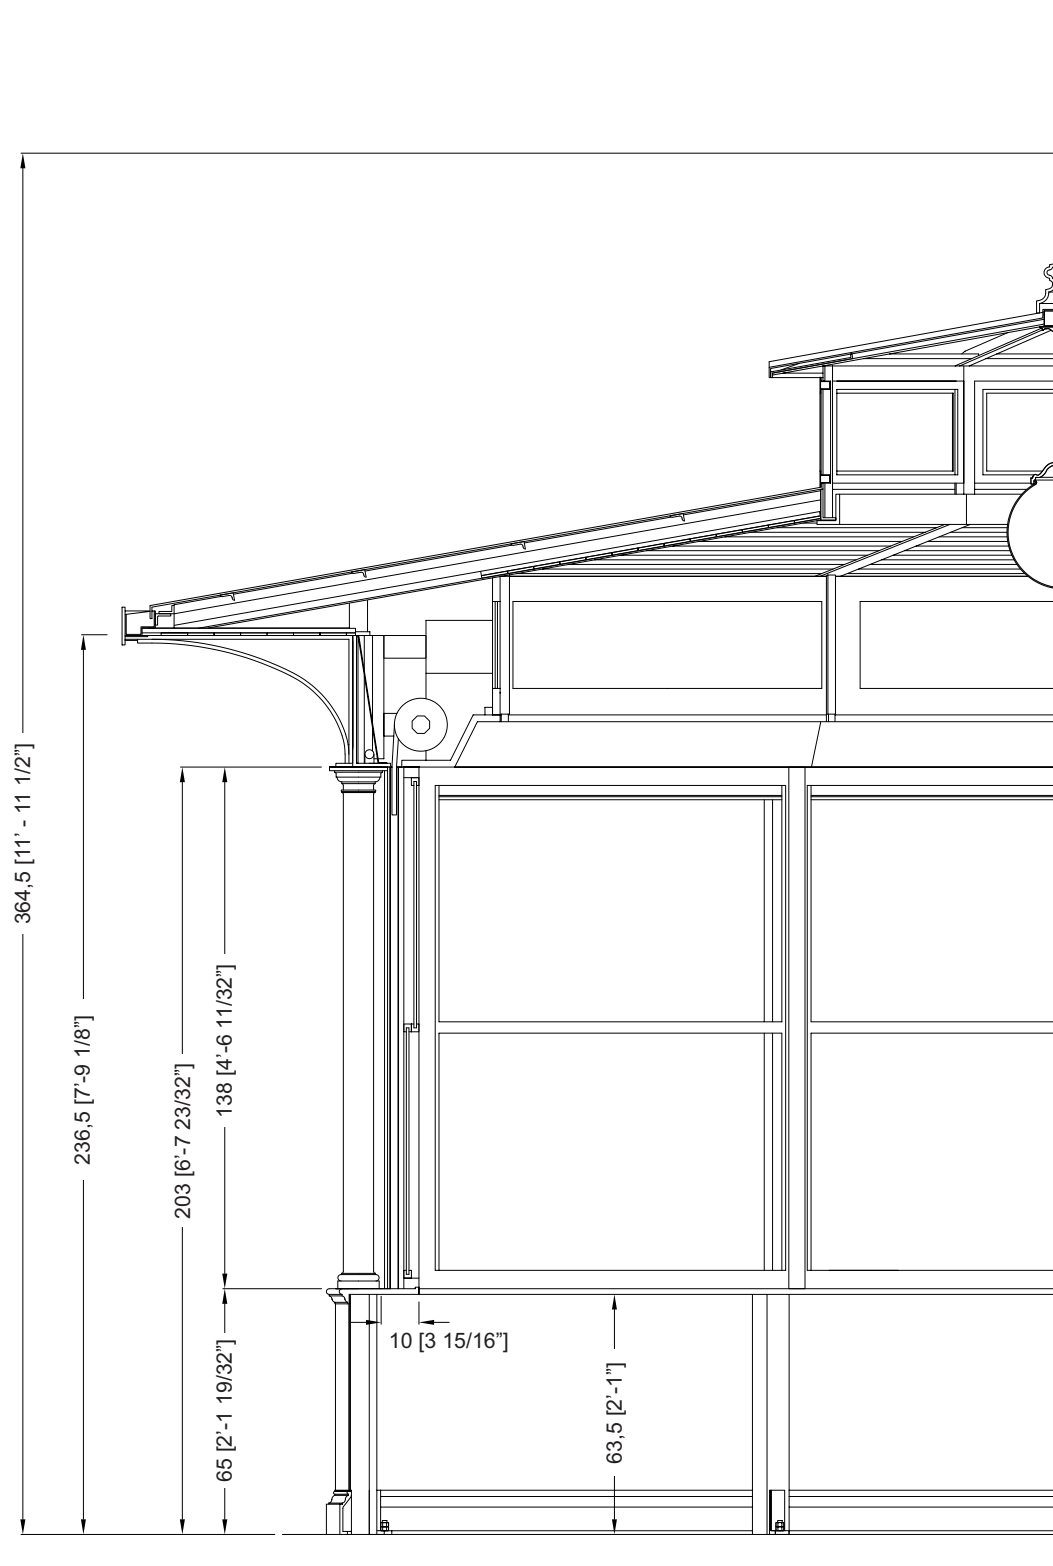 364,5 [11’ - 11 1/2”]
236,5 [7’-9 1/8”]
203 [6’-7 23/32”]
138 [4’-6 11/32”]
65 [2’-1 19/32”]
10 [3 15/16”]
63,5 [2’-1”]